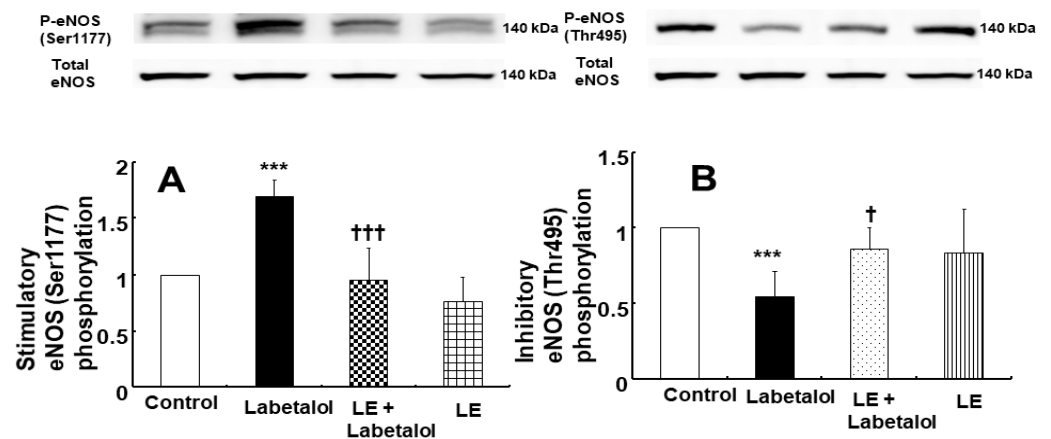 P-eNOS
(Ser1177)
140 kDa
Total
eNOS
140 kDa
A
Stimulatory
eNOS (Ser1177)
phosphorylation
2
1.5
1
0.5
0
***
†††
Control
Labetalol
LE +
Labetalol
LE
P-eNOS
(Thr495)
140 kDa
Total
eNOS
140 kDa
B
Inhibitory
eNOS (Thr495)
phosphorylation
1.5
1
0.5
0
***
†
Control
Labetalol
LE +
Labetalol
LE